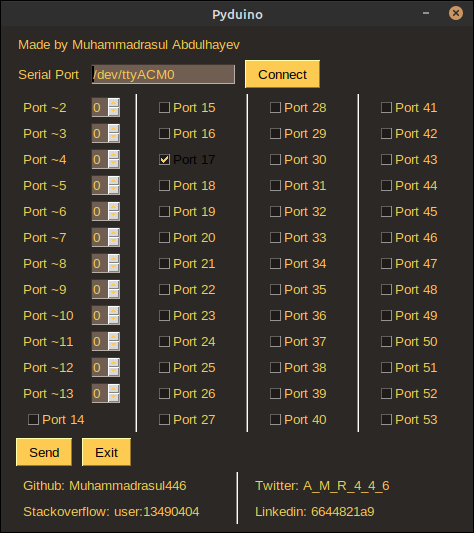 Pyduino
Made by Muhammadrasul Abdulhayev
Serial Port /dev/ttyACM0 Connect
Port ~2 0 Port 15 Port 28 Port 41
Port ~3 0 Port 16 Port 29 Port 42
Port ~4 0 Port 17 Port 30 Port 43
Port ~5 0 Port 18 Port 31 Port 44
Port ~6 0 Port 19 Port 32 Port 45
Port ~7 0 Port 20 Port 33 Port 46
Port ~8 0 Port 21 Port 34 Port 47
Port ~9 0 Port 22 Port 35 Port 48
Port ~10 0 Port 23 Port 36 Port 49
Port ~11 0 Port 24 Port 37 Port 50
Port ~12 0 Port 25 Port 38 Port 51
Port ~13 0 Port 26 Port 39 Port 52
Port 14 Port 27 Port 40 Port 53
Send Exit
Github: Muhammadrasul446 Twitter: A_M_R_4_4_6
Stackoverflow: user:13490404 Linkedin: 6644821a9